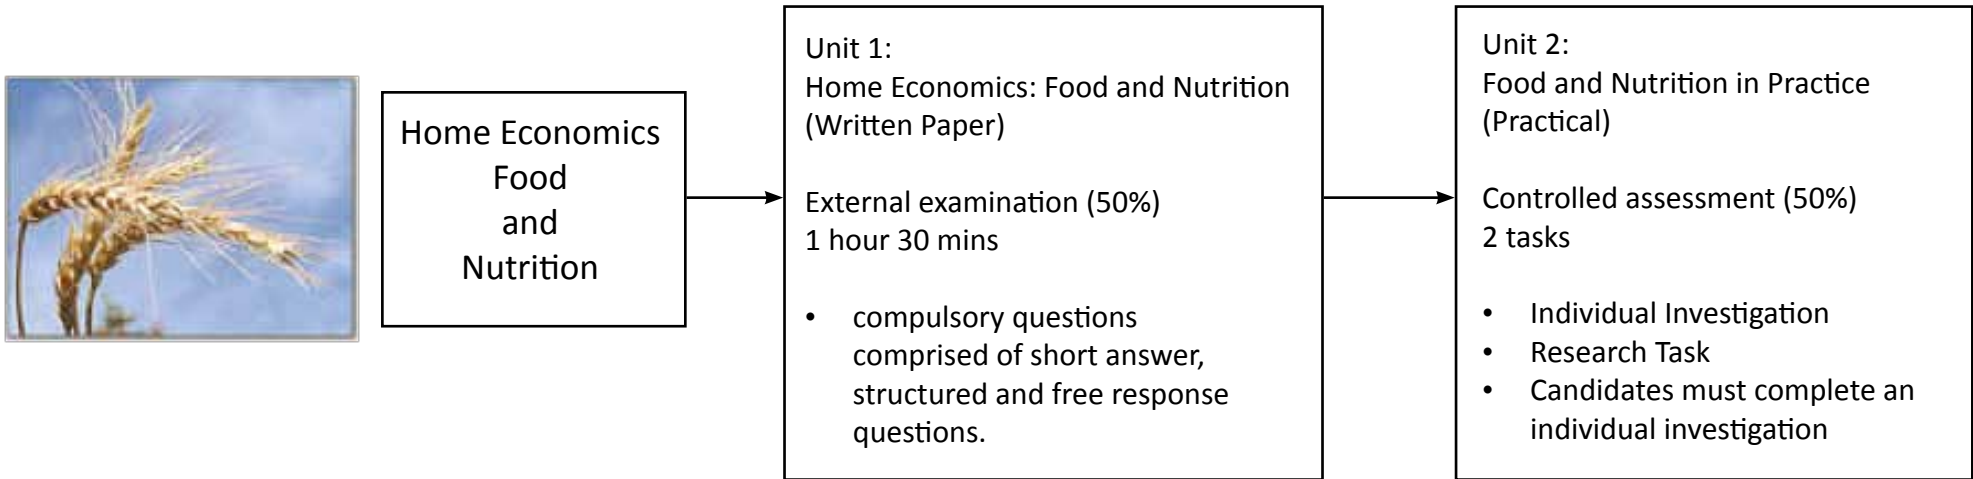 Home Economics
Food
and
Nutrition
Unit 1:
Home Economics: Food and Nutrition
(Written Paper)
External examination (50%)
1 hour 30 mins
• compulsory questions
comprised of short answer,
structured and free response
questions.
Unit 2:
Food and Nutrition in Practice
(Practical)
Controlled assessment (50%)
2 tasks
• Individual Investigation
• Research Task
• Candidates must complete an
individual investigation